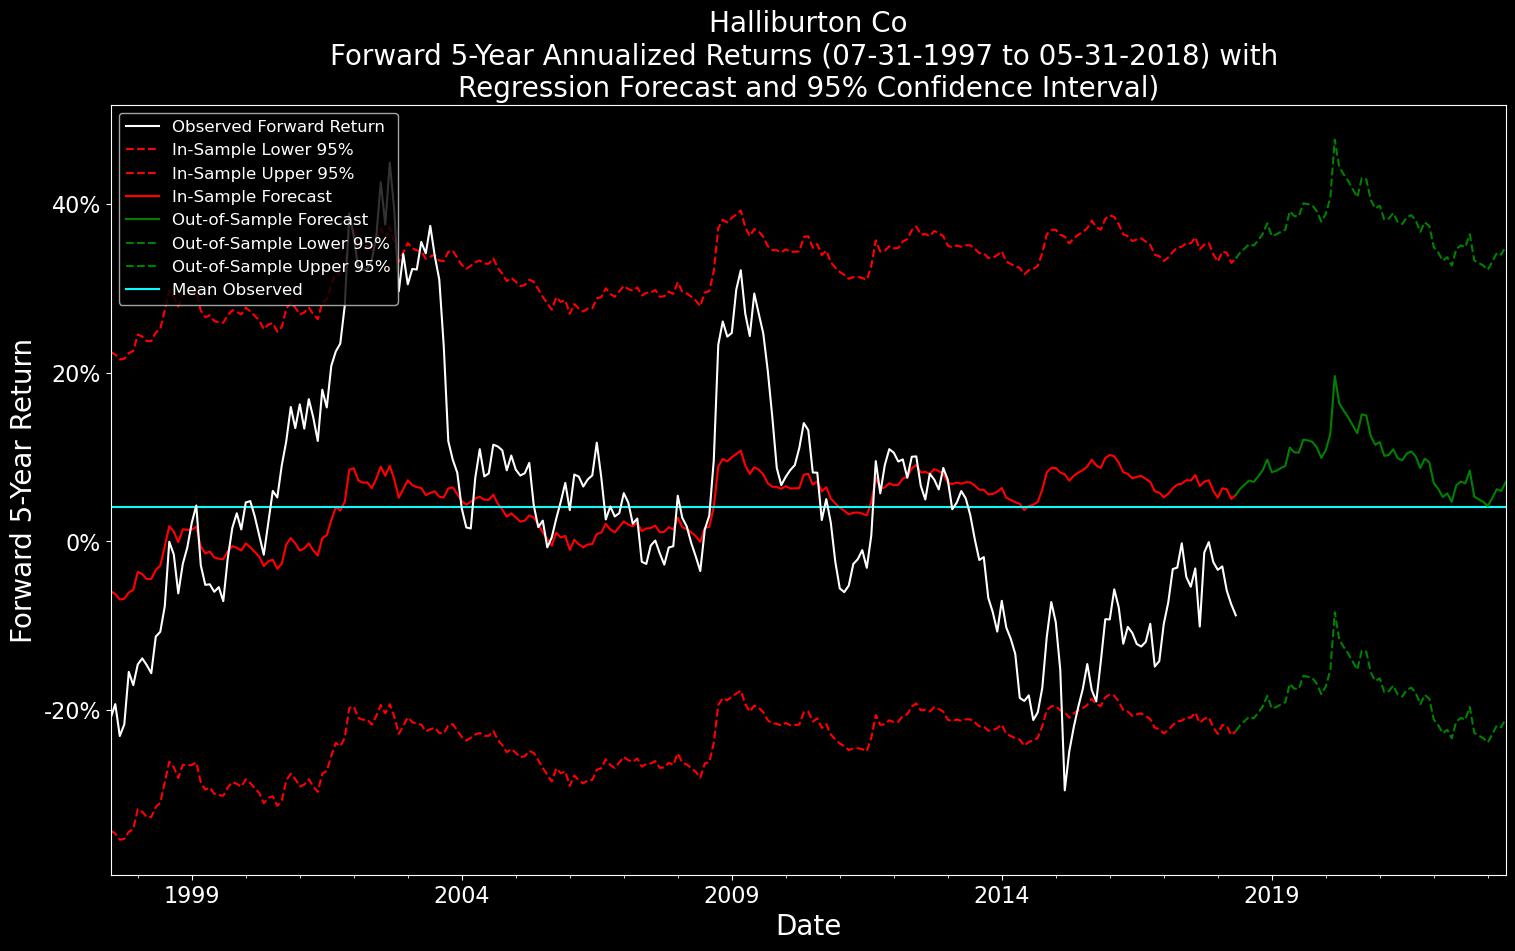 Halliburton Co
Forward 5-Year Annualized Returns (07-31-1997 to 05-31-2018) with
Regression Forecast and 95% Confidence Interval)
Observed Forward Return
In-Sample Lower 95%
In-Sample Upper 95%
In-Sample Forecast
Out-of-Sample Forecast
Out-of-Sample Lower 95%
Out-of-Sample Upper 95%
Mean Observed
Forward 5-Year Return
40%
20%
0%
-20%
1999 2004 2009 2014 2019
Date